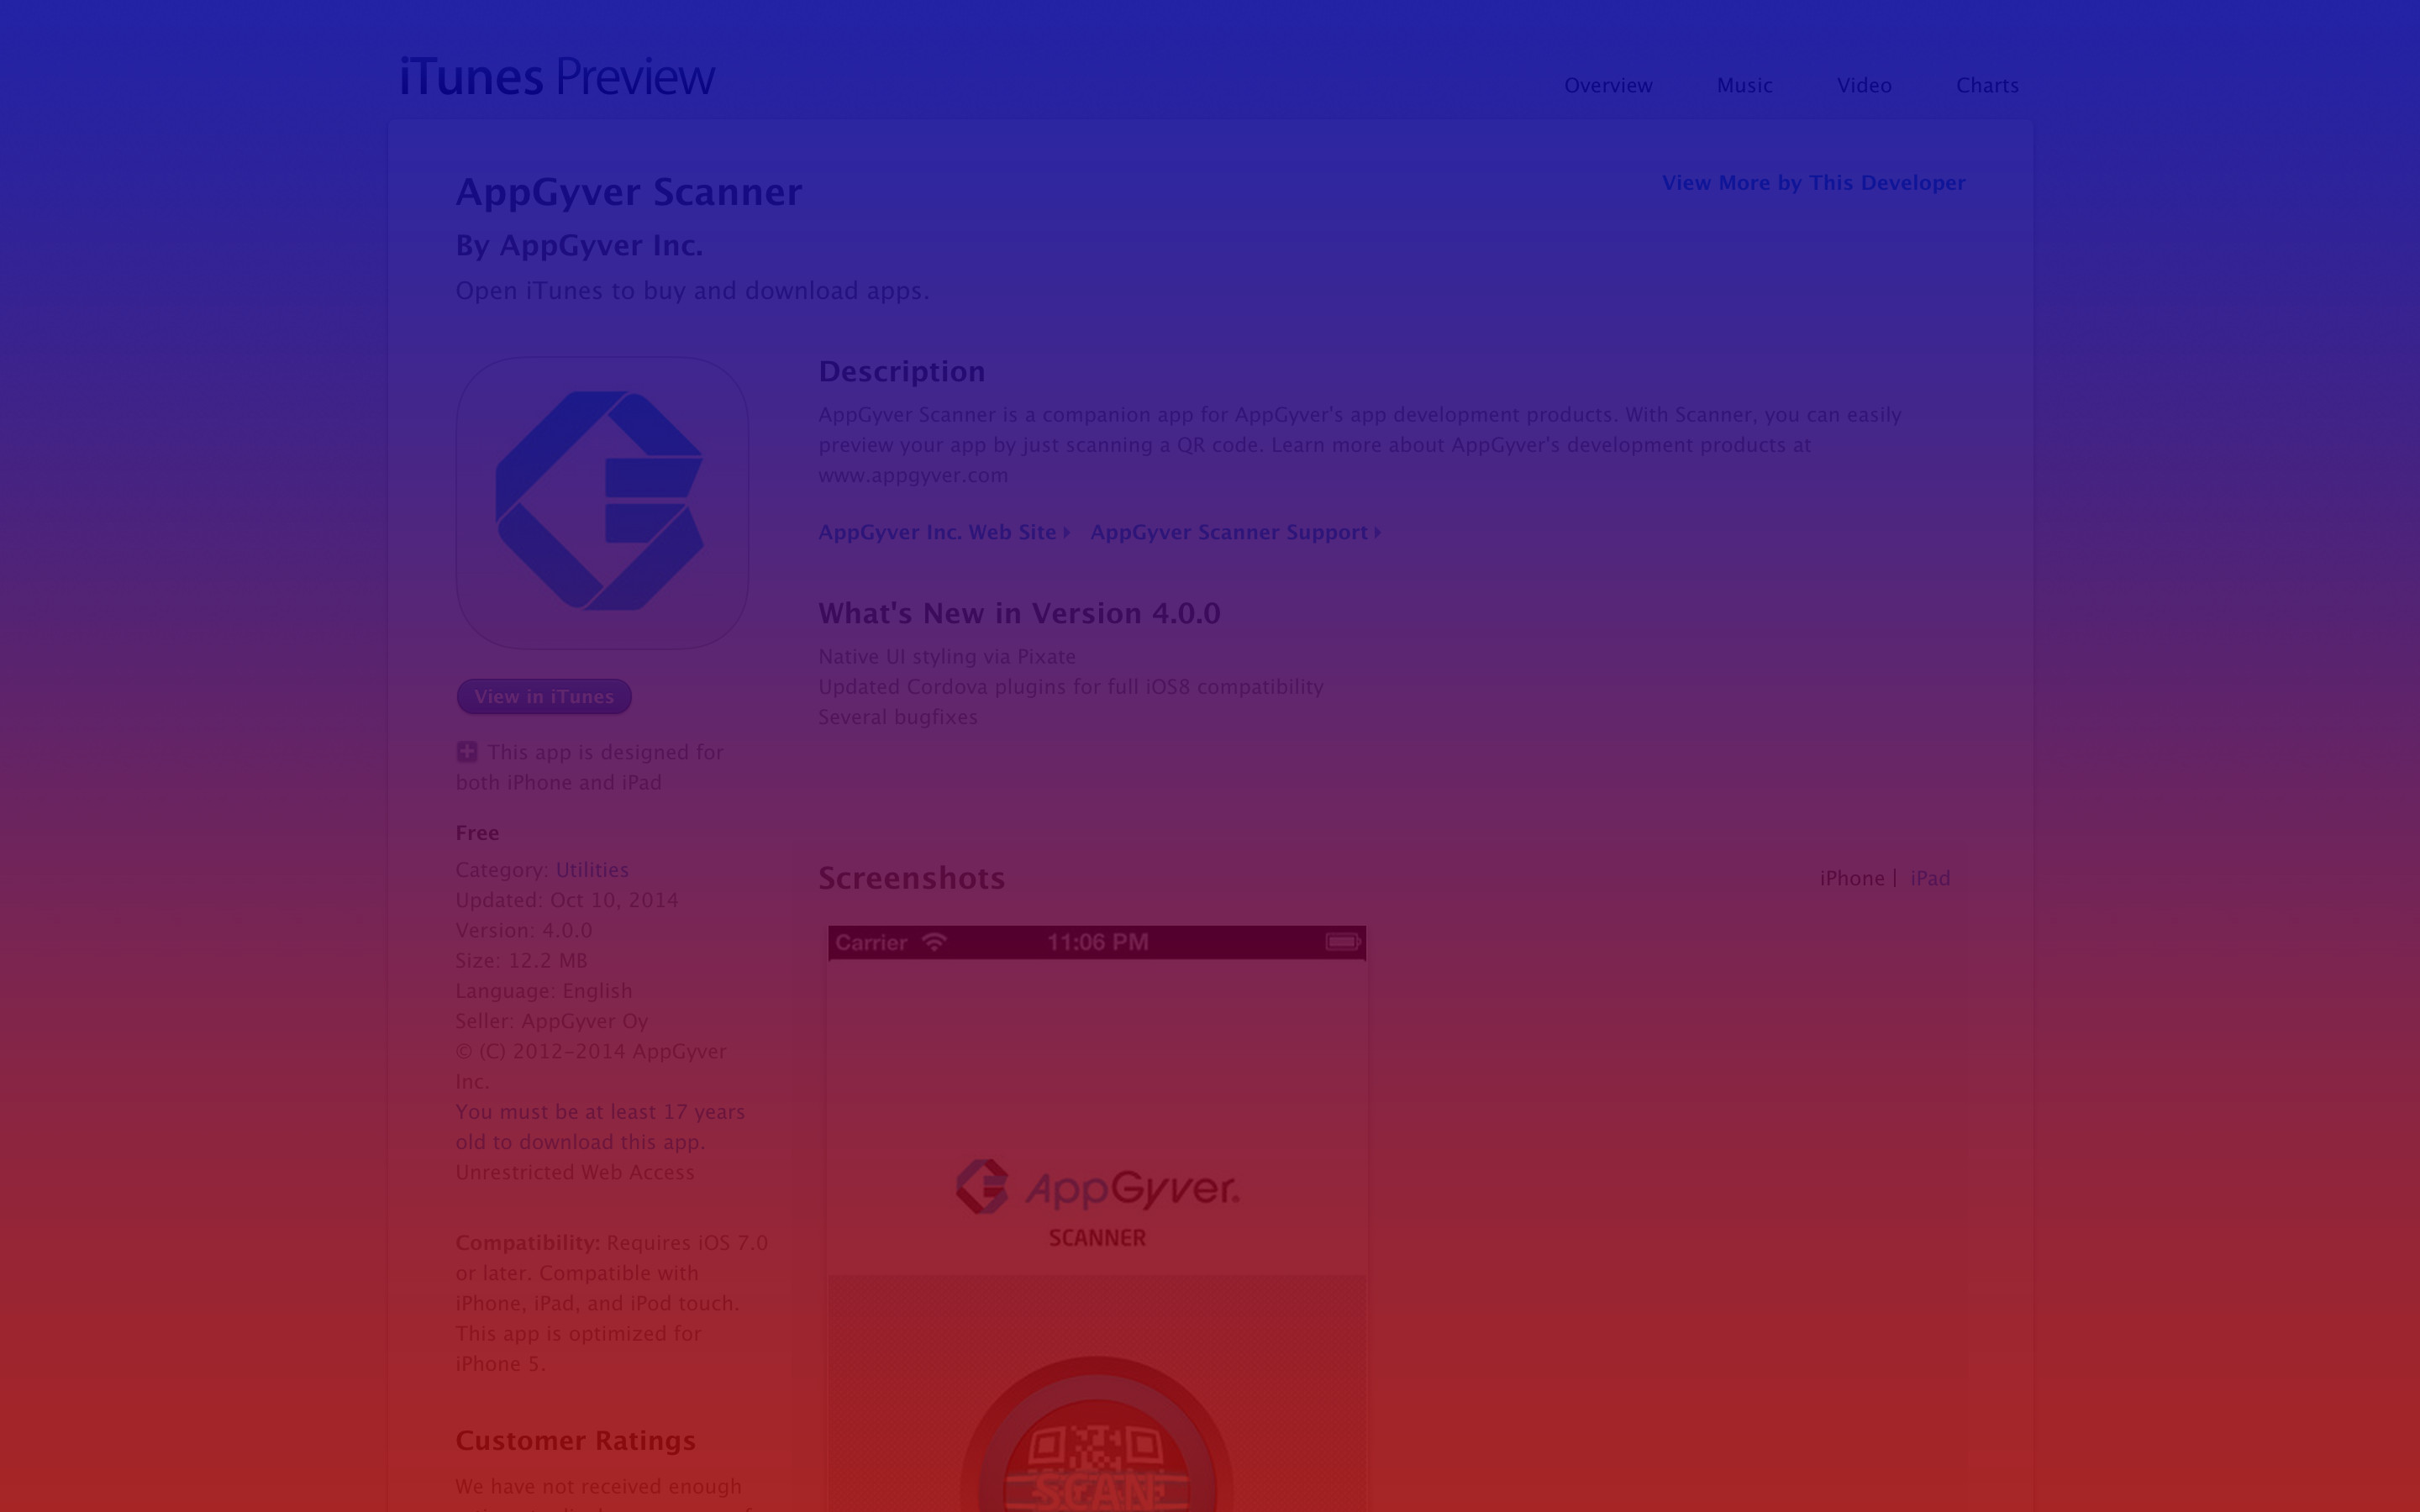 iTunes Preview
Overview Music Video Charts
AppGyver Scanner
View More by This Developer
By AppGyver Inc.
Open iTunes to buy and download apps.
Description
AppGyver Scanner is a companion app for AppGyver's app development products. With Scanner, you can easily
preview your app by just scanning a QR code. Learn more about AppGyver's development products at
www.appgyver.com
AppGyver Inc. Web Site AppGyver Scanner Support
What's New in Version 4.0.0
Native UI styling via Pixate
Updated Cordova plugins for full iOS8 compatibility
Several bugfixes
View in iTunes
This app is designed for
both iPhone and iPad
Free
Category: Utilities
Updated: Oct 10, 2014
Version: 4.0.0
Size: 12.2 MB
Language: English
Seller: AppGyver Oy
© (C) 2012-2014 AppGyver
Inc.
You must be at least 17 years
old to download this app.
Unrestricted Web Access
Compatibility: Requires iOS 7.0
or later. Compatible with
iPhone, iPad, and iPod touch.
This app is optimized for
iPhone 5.
Customer Ratings
We have not received enough
Screenshots
iPhone | iPad
Carrier 11:06 PM
AppGyver®
SCANNER
SCAN